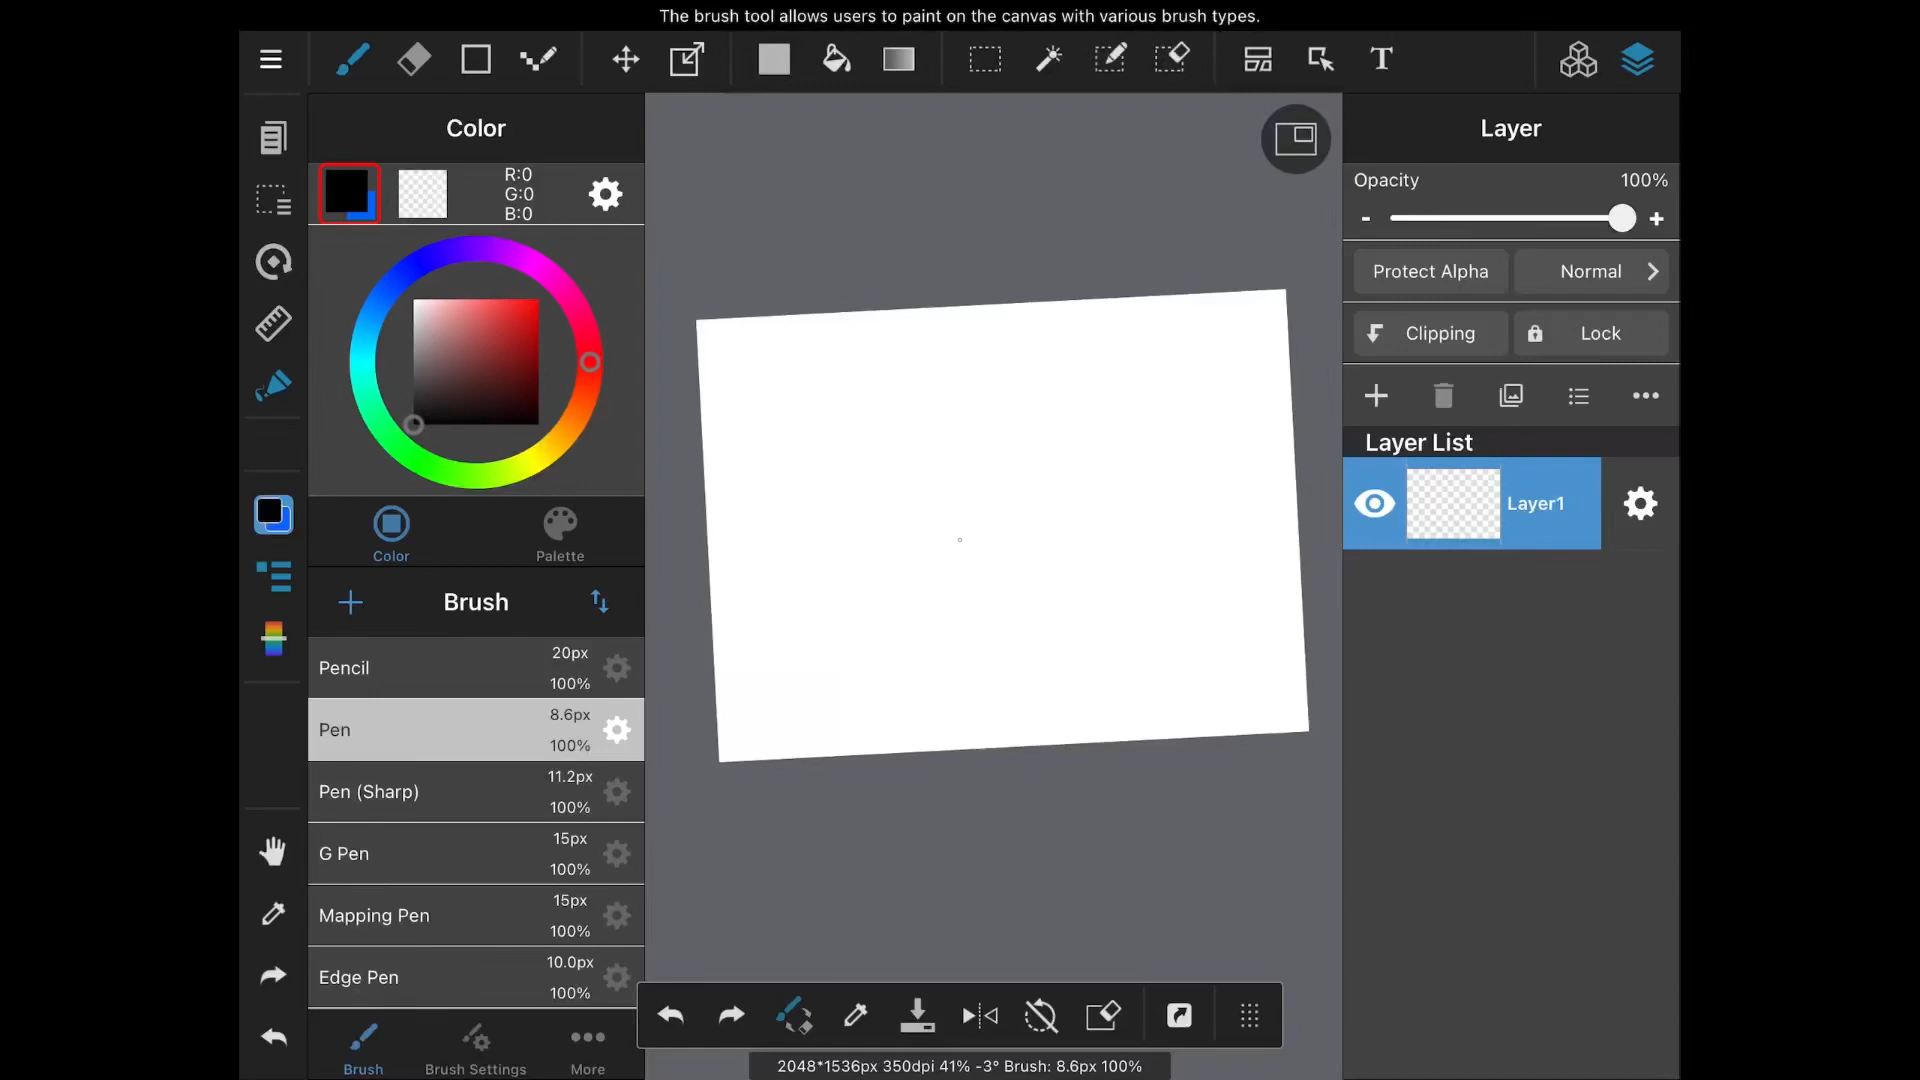 The brush tool allows users to paint on the canvas with various brush types.
T
Color
R:0
G:0
B:0
Color
Palette
Brush
Pencil
20px
100%
Pen
8.6px
100%
Pen (Sharp)
11.2px
100%
G Pen
15px
100%
Mapping Pen
15px
100%
Edge Pen
10.0px
100%
Brush
Brush Settings
More
2048*1536px 350dpi 41% -3° Brush: 8.6px 100%
Layer
Opacity
100%
- +
Protect Alpha
Normal
Clipping
Lock
Layer List
Layer1